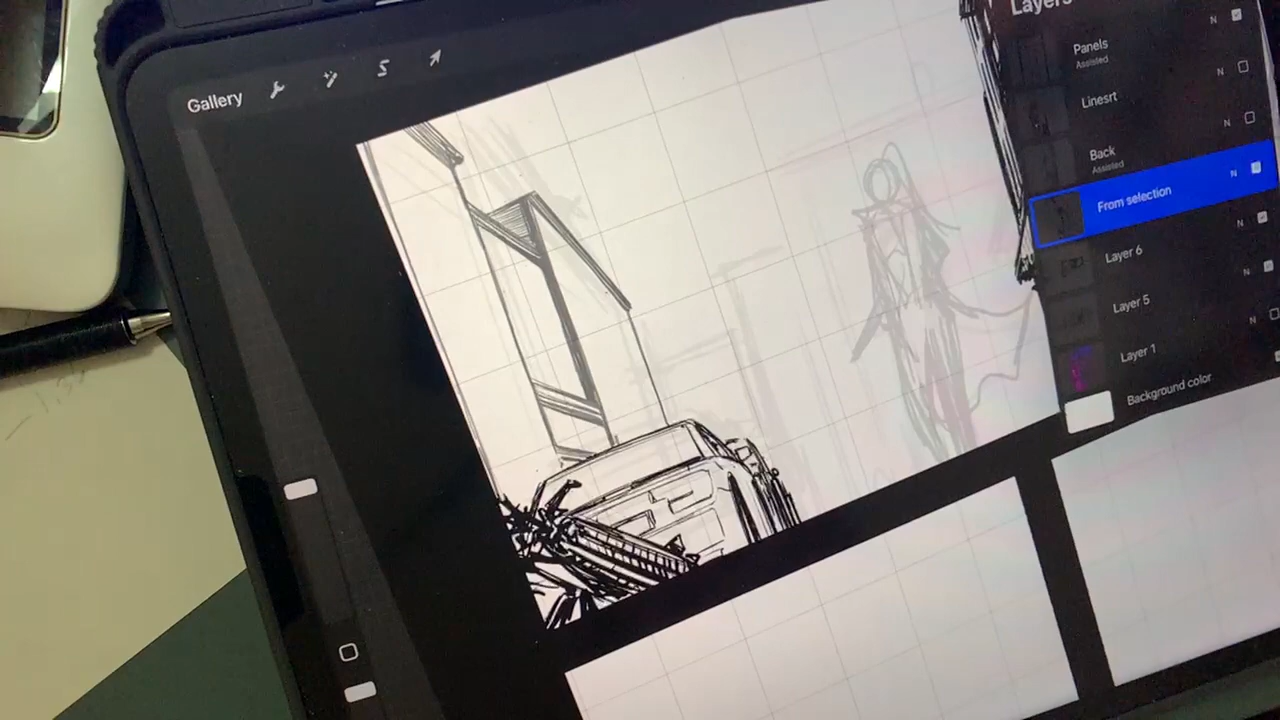 Gallery
Layers
N
Panels
Assisted
N
Linesrt
N
Back
Assisted
N
From selection
N
Layer 6
N
Layer 5
N
Layer 1
Background color